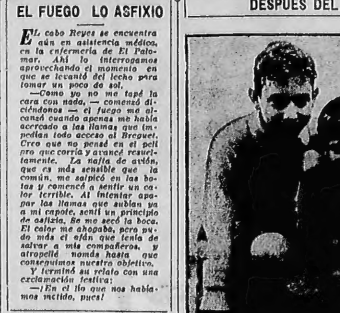 EL FUEGO LO ASFIXIO
DESPUES DEL
EL cabo Reyes se encuentra
aún en asistencia médica,
en la enfermería de El Palo-
mar. Ahí lo interrogamos
aprovechando el momento en
que se levantó del lecho para
tomar un poco de sol.
—Como yo no me tapé la
cara con nada, — comenzó di-
ciéndonos — el fuego me al-
canzó cuando apenas me había
acercado a las llamas que im-
pedían todo acceso al Breguet.
Creo que no pensé en el peli
pro que corría y avancé resuel-
tamente. La nafta de avión,
que es más sensible que la
común, me salpicó en las bo-
tas y comencé a sentir un ca-
lor terrible. Al intentar apa-
gar las llamas que subían ya
a mi capote, sentí un principio
de asfixia. Se me secó la boca.
El calor me ahogaba, pero pu-
do más el afán que tenía de
salvar a mis compañeros, y
atropellé nomás hasta que
conseguimos nuestro objetivo.
Y terminó su relato con una
exclamación festiva:
—¡En el lío que nos había-
mos metido, pues!